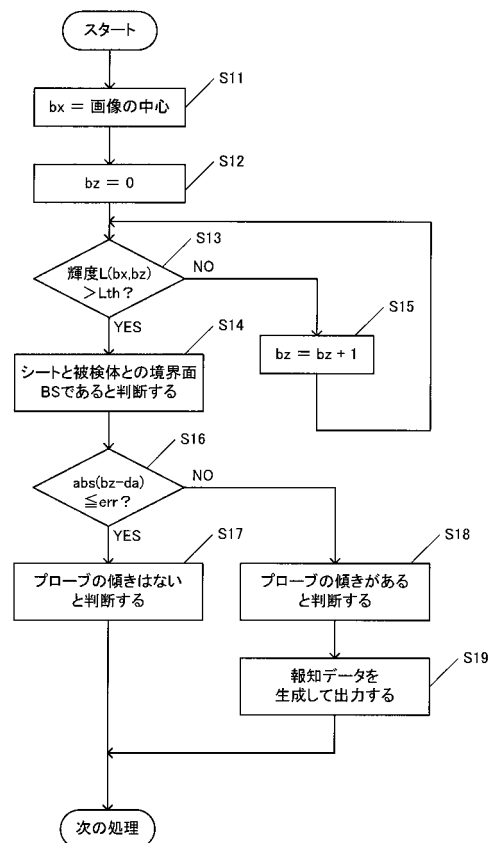 スタート
S11
bx = 画像の中心
S12
bz = 0
S13
輝度L(bx,bz)
>Lth?
NO
YES
S14
S15
bz = bz + 1
シートと被検体との境界面
BSであると判断する
S16
abs(bz-da)
≦err?
NO
YES
S17
プローブの傾きはない
と判断する
S18
プローブの傾きがある
と判断する
S19
報知データを
生成して出力する
次の処理